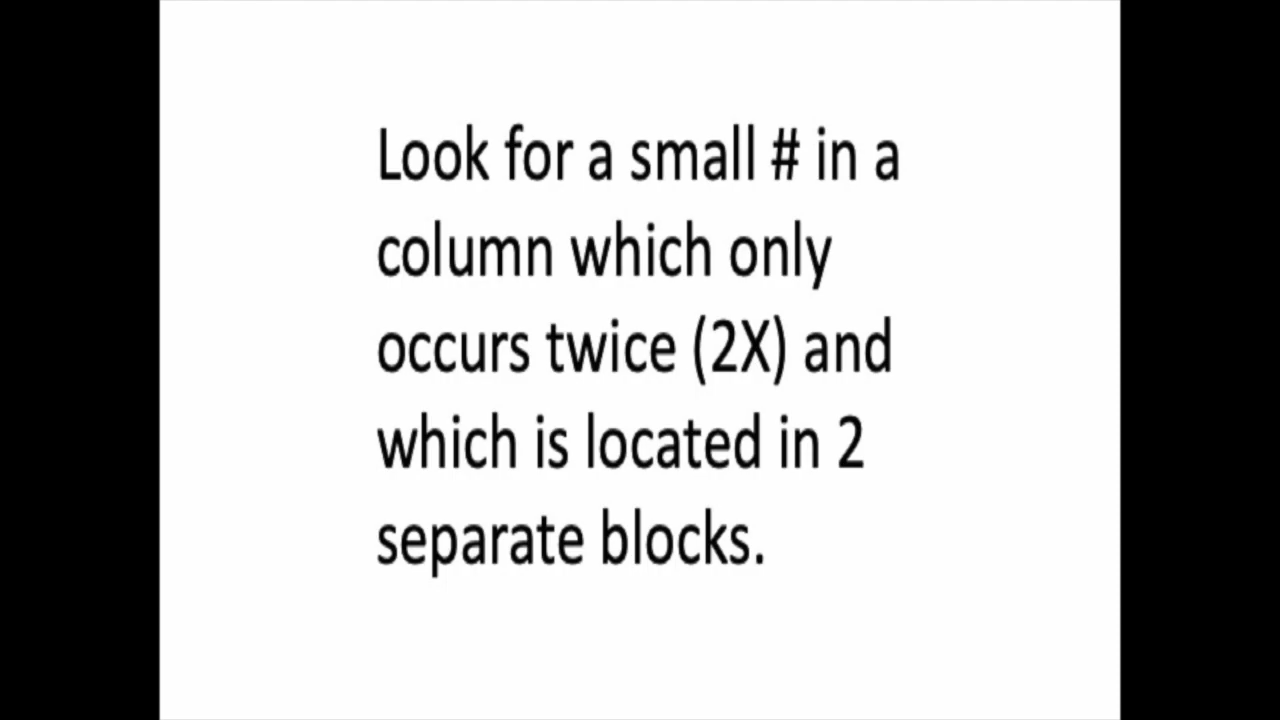 Look for a small # in a
column which only
occurs twice (2X) and
which is located in 2
separate blocks.